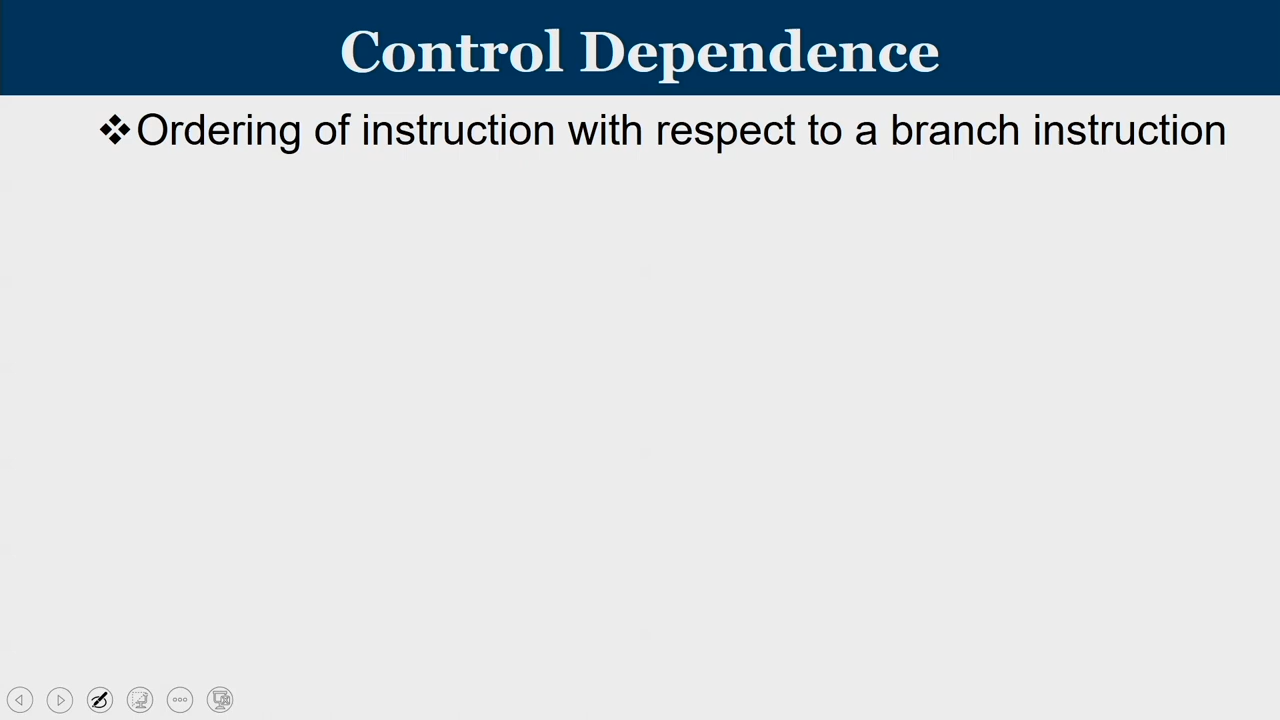 Control Dependence
❖Ordering of instruction with respect to a branch instruction